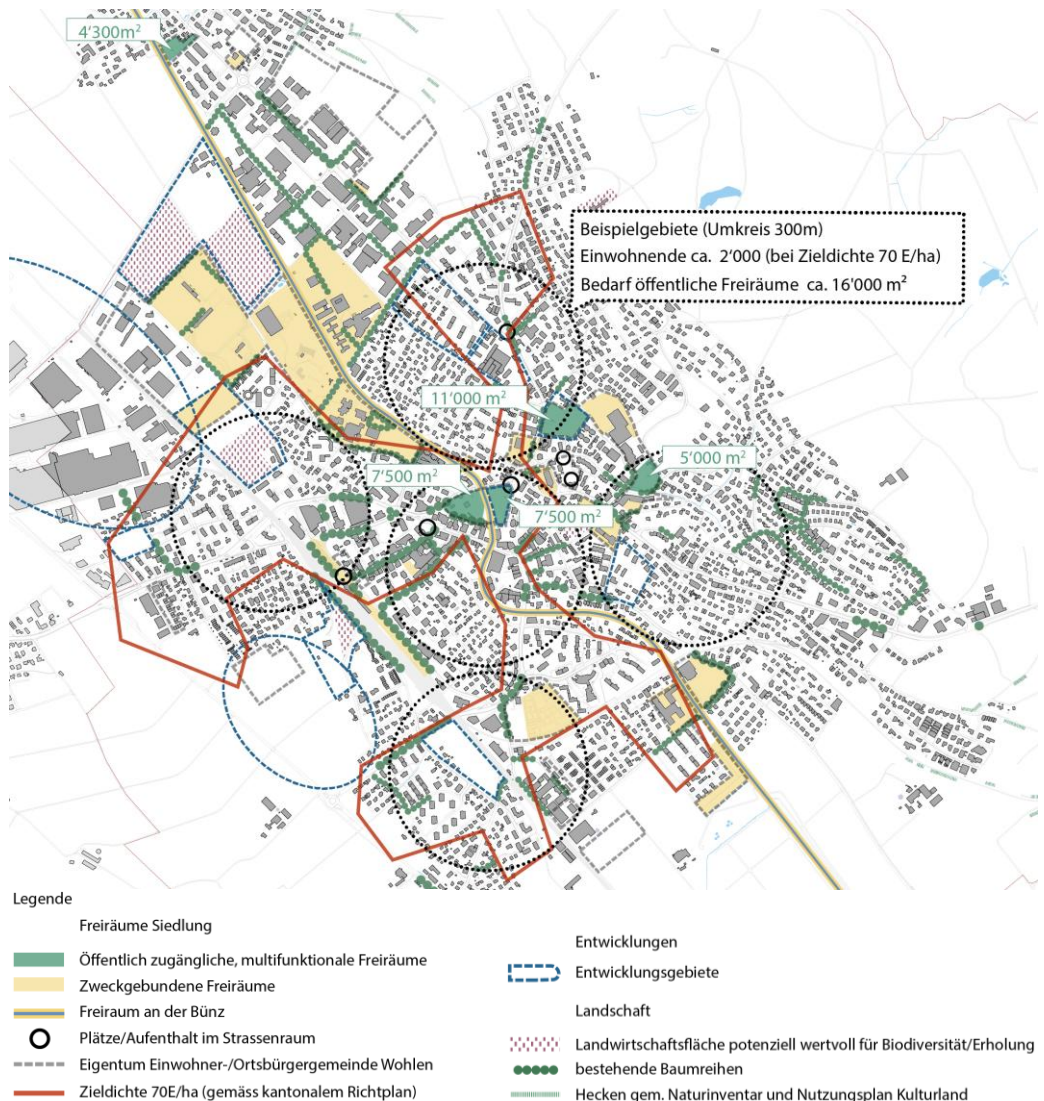 4'300m²
Beispielgebiete (Umkreis 300m)
Einwohnende ca. 2'000 (bei Zieldichte 70 E/ha)
Bedarf öffentliche Freiräume ca. 16'000 m²
11'000 m²
7'500 m²
5'000 m²
7'500 m²
Legende
Freiräume Siedlung
Öffentlich zugängliche, multifunktionale Freiräume
Zweckgebundene Freiräume
Freiraum an der Bünz
Plätze/Aufenthalt im Strassenraum
Eigentum Einwohner-/Ortsbürgergemeinde Wohlen
Zieldichte 70E/ha (gemäss kantonalem Richtplan)
Entwicklungen
Entwicklungsgebiete
Landschaft
Landwirtschaftsfläche potenziell wertvoll für Biodiversität/Erholung
bestehende Baumreihen
Hecken gem. Naturinventar und Nutzungsplan Kulturland